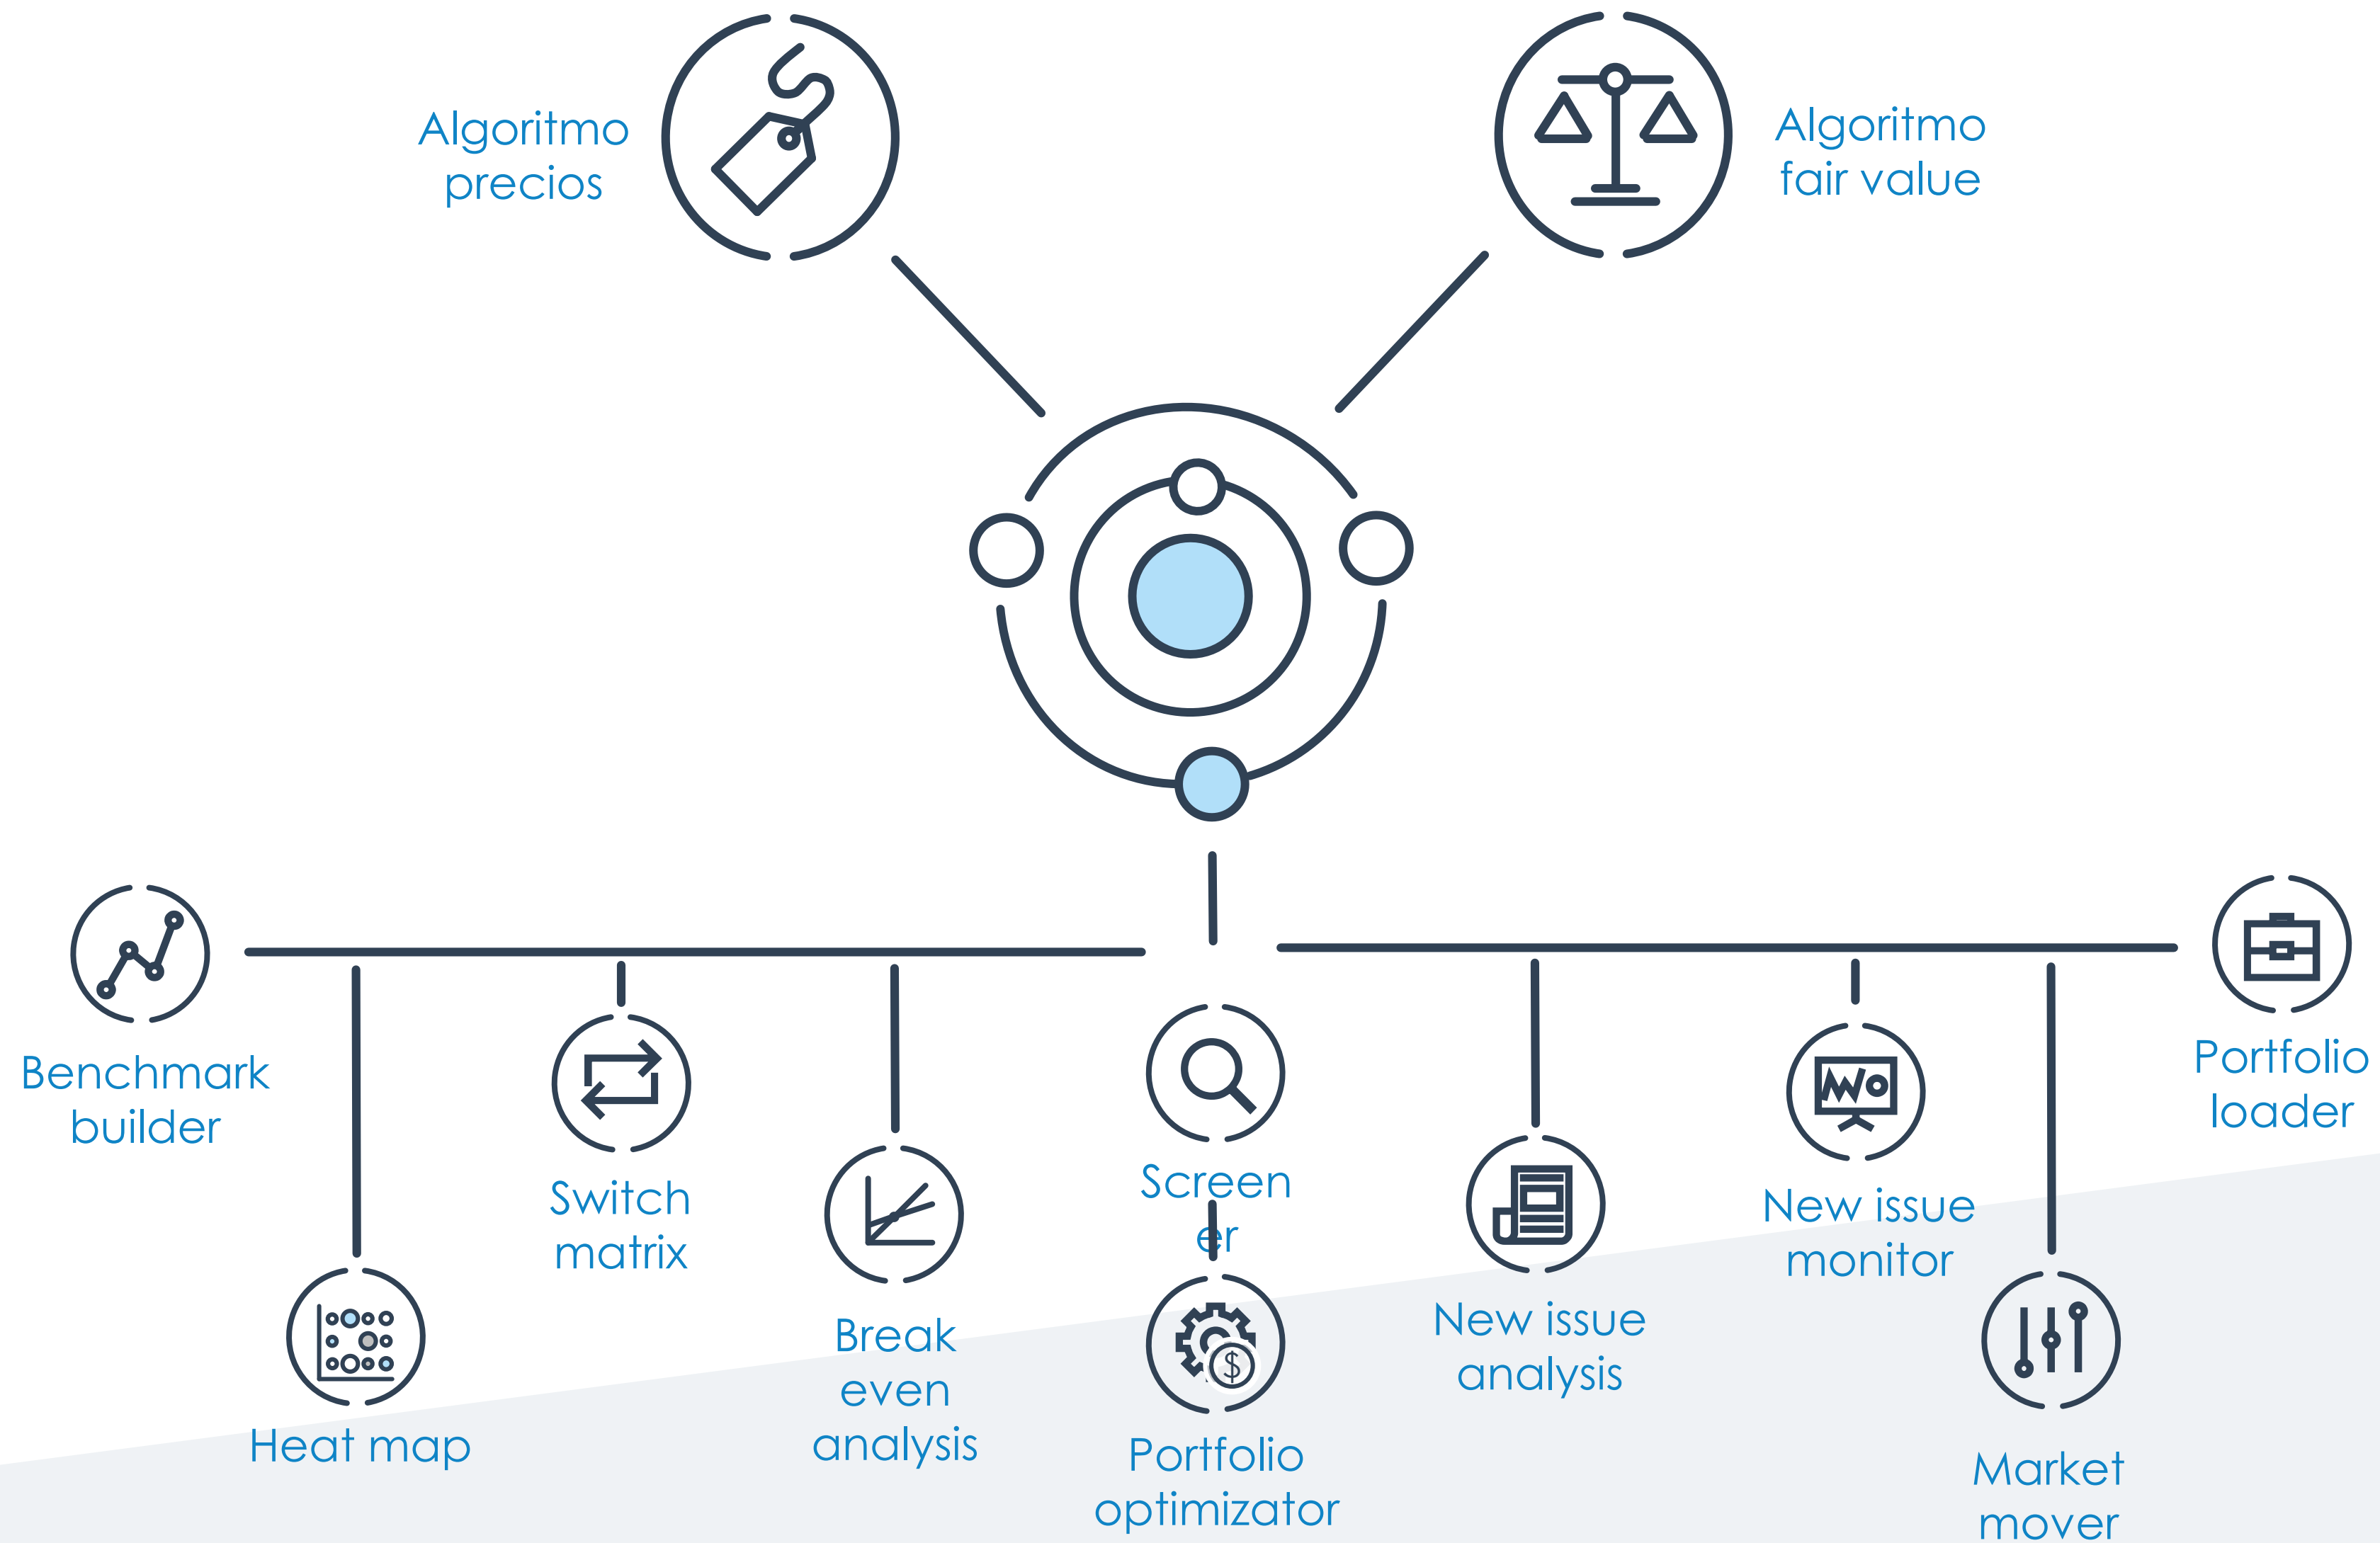 Algoritmo
precios
Algoritmo
fair value
Benchmark
builder
Heat map
Switch
matrix
Break
even
analysis
Screen
er
$
Portfolio
optimizator
New issue
analysis
New issue
monitor
Market
mover
Portfolio
loader